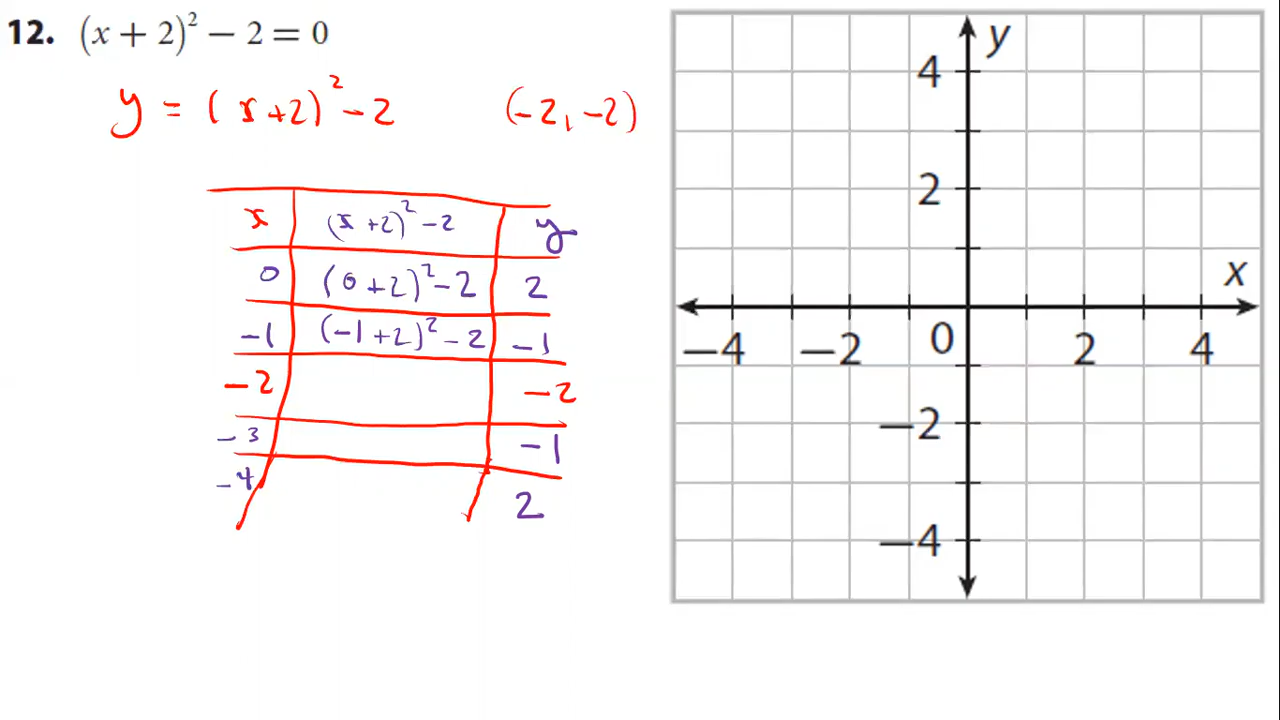 12. (x + 2)² − 2 = 0
y = (x+2)² - 2 (-2, -2)
x (x +2)² - 2 y
0 (0 +2)² - 2 2
-1 (-1 +2)² - 2 -1
-2 -2
-3 -1
-4 2
y
4
2
x
−4 −2 0 2 4
−2
−4